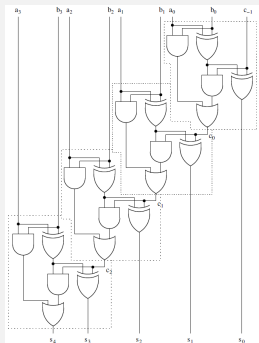 a₃ b₃ a₂ b₂ a₁ b₁ a₀ b₀ c₋₁
c₀
c₁
c₂
s₄ s₃ s₂ s₁ s₀